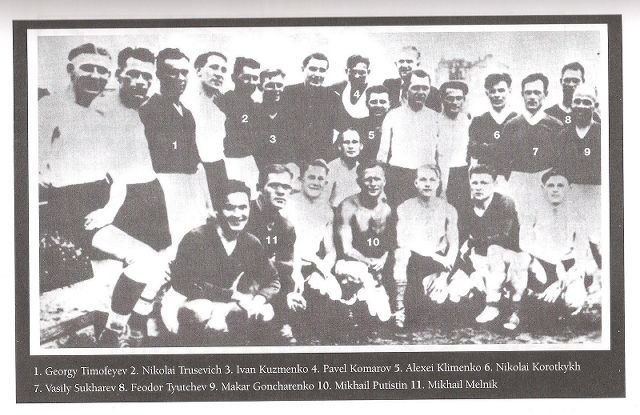 4
2 5 6 8
1 3 7 9
11 10
1. Georgy Timofeyev 2. Nikolai Trusevich 3. Ivan Kuzmenko 4. Pavel Komarov 5. Alexei Klimenko 6. Nikolai Korotkykh
7. Vasily Sukharev 8. Feodor Tyutchev 9. Makar Goncharenko 10. Mikhail Putistin 11. Mikhail Melnik